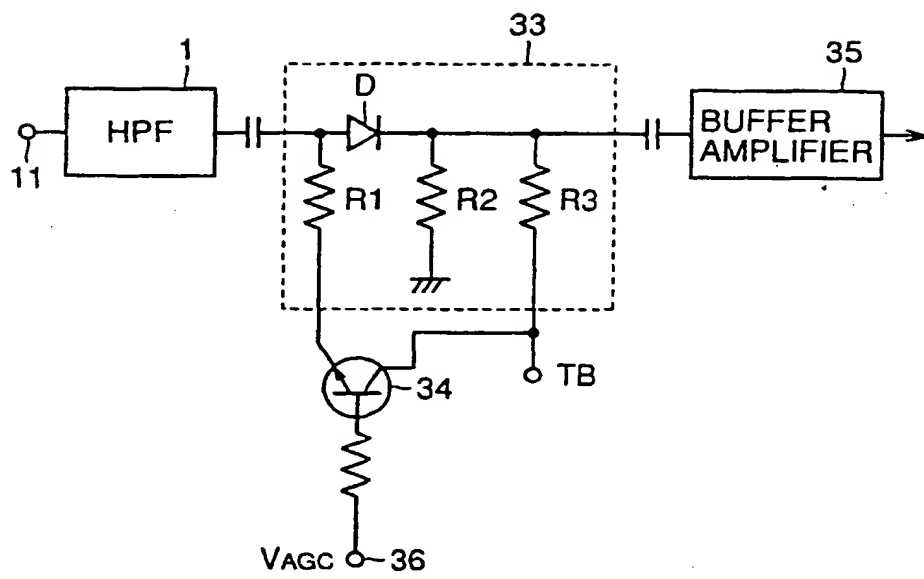 33
1
D
35
HPF
BUFFER
AMPLIFIER
11
R1
R2
R3
34
TB
VAGC
36